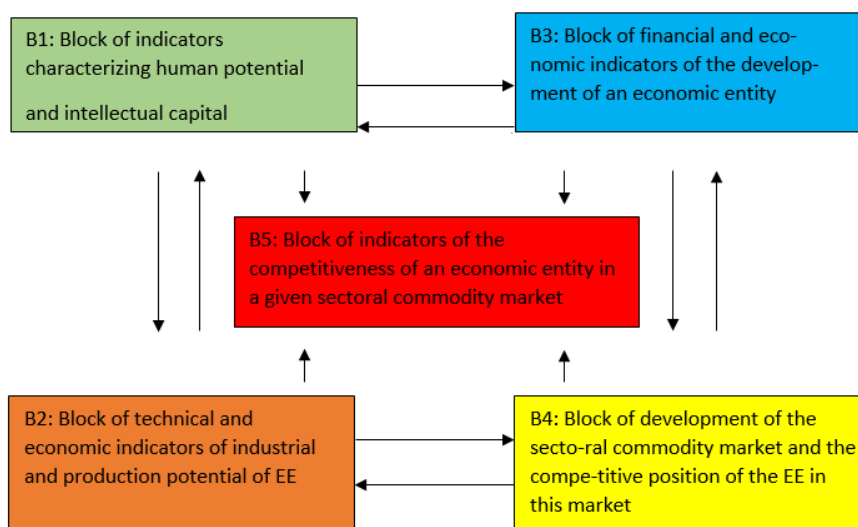 B1: Block of indicators
characterizing human potential
and intellectual capital
B3: Block of financial and eco-
nomic indicators of the develop-
ment of an economic entity
B5: Block of indicators of the
competitiveness of an economic entity in
a given sectoral commodity market
B2: Block of technical and
economic indicators of industrial
and production potential of EE
B4: Block of development of the
secto-ral commodity market and the
compe-titive position of the EE in
this market